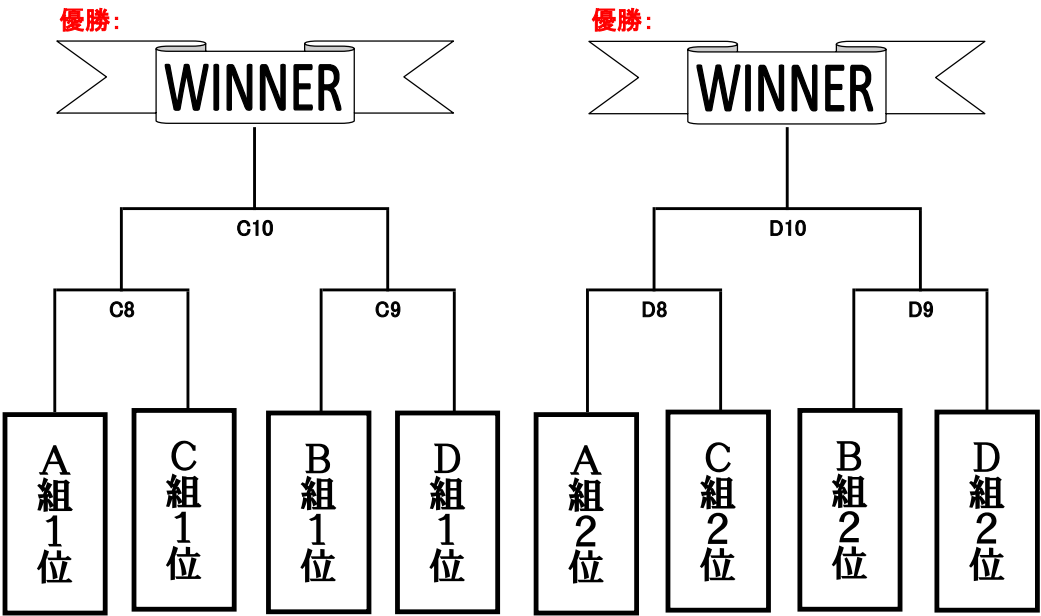 優勝：
優勝：
WINNER
WINNER
C10
D10
C8
C9
D8
D9
A組1位
C組1位
B組1位
D組1位
A組2位
C組2位
B組2位
D組2位